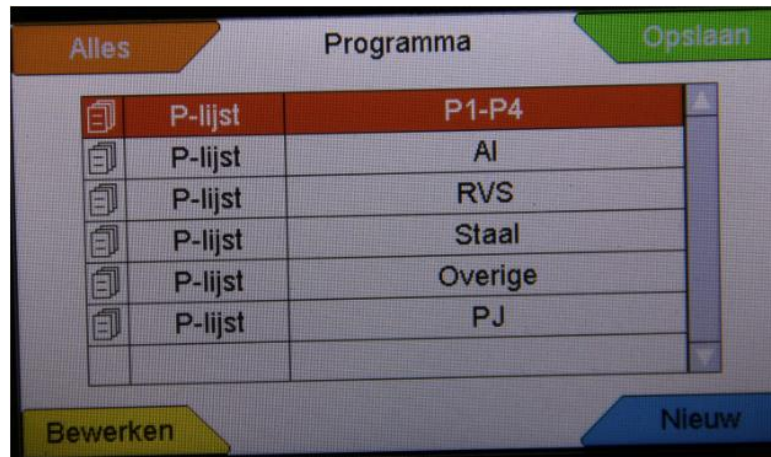 Alles Programma Opslaan
P-lijst P1-P4
P-lijst Al
P-lijst RVS
P-lijst Staal
P-lijst Overige
P-lijst PJ
Bewerken Nieuw